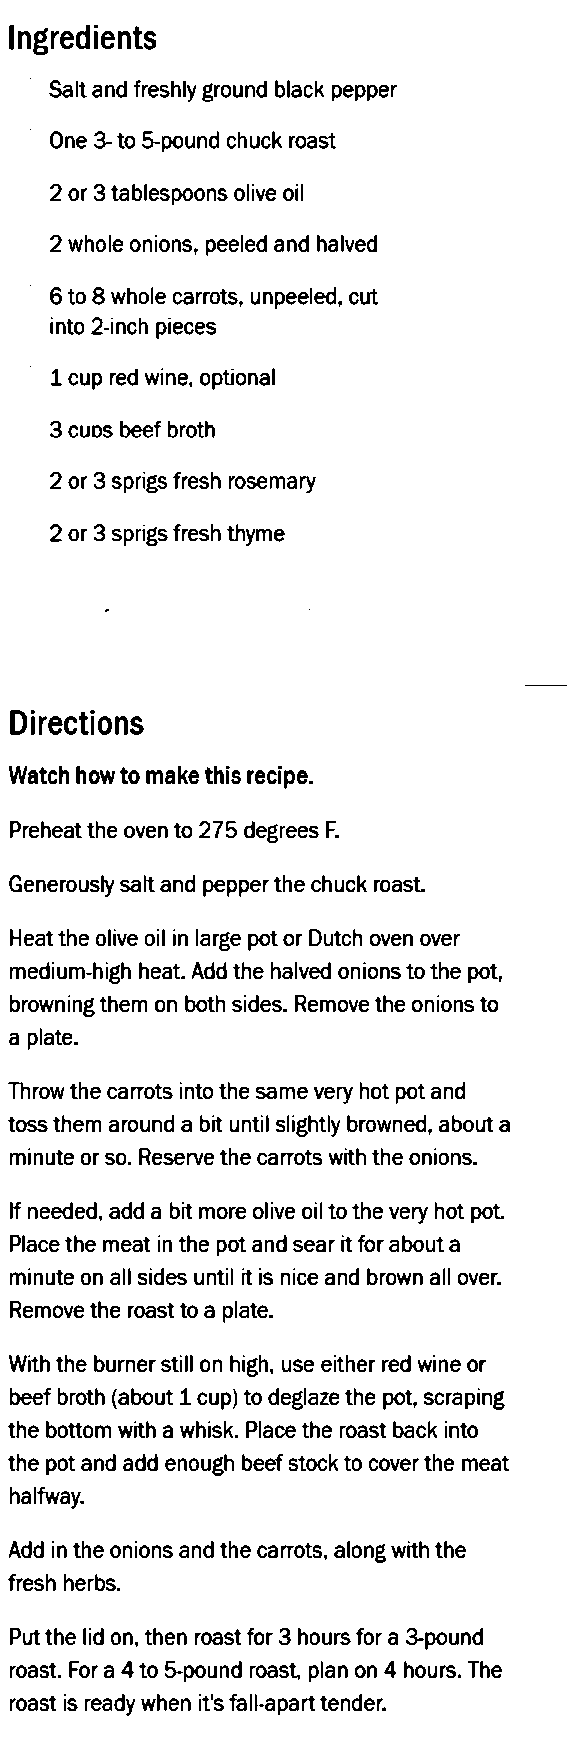 Ingredients
Salt and freshly ground black pepper
One 3- to 5-pound chuck roast
2 or 3 tablespoons olive oil
2 whole onions, peeled and halved
6 to 8 whole carrots, unpeeled, cut
into 2-inch pieces
1 cup red wine, optional
3 cups beef broth
2 or 3 sprigs fresh rosemary
2 or 3 sprigs fresh thyme
Directions
Watch how to make this recipe.
Preheat the oven to 275 degrees F.
Generously salt and pepper the chuck roast.
Heat the olive oil in large pot or Dutch oven over
medium-high heat. Add the halved onions to the pot,
browning them on both sides. Remove the onions to
a plate.
Throw the carrots into the same very hot pot and
toss them around a bit until slightly browned, about a
minute or so. Reserve the carrots with the onions.
If needed, add a bit more olive oil to the very hot pot.
Place the meat in the pot and sear it for about a
minute on all sides until it is nice and brown all over.
Remove the roast to a plate.
With the burner still on high, use either red wine or
beef broth (about 1 cup) to deglaze the pot, scraping
the bottom with a whisk. Place the roast back into
the pot and add enough beef stock to cover the meat
halfway.
Add in the onions and the carrots, along with the
fresh herbs.
Put the lid on, then roast for 3 hours for a 3-pound
roast. For a 4 to 5-pound roast, plan on 4 hours. The
roast is ready when it's fall-apart tender.